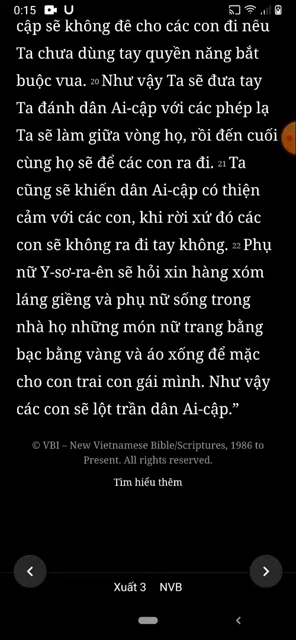 0:15
cập sẽ không để cho các con đi nếu
Ta chưa dùng tay quyền năng bắt
buộc vua. 20 Như vậy Ta sẽ đưa tay
Ta đánh dân Ai-cập với các phép lạ
Ta sẽ làm giữa vòng họ, rồi đến cuối
cùng họ sẽ để các con ra đi. 21 Ta
cũng sẽ khiến dân Ai-cập có thiện
cảm với các con, khi rời xứ đó các
con sẽ không ra đi tay không. 22 Phụ
nữ Y-sơ-ra-ên sẽ hỏi xin hàng xóm
láng giềng và phụ nữ sống trong
nhà họ những món nữ trang bằng
bạc bằng vàng và áo xống để mặc
cho con trai con gái mình. Như vậy
các con sẽ lột trần dân Ai-cập.”
© VBI – New Vietnamese Bible/Scriptures, 1986 to
Present. All rights reserved.
Tìm hiểu thêm
Xuất 3 NVB